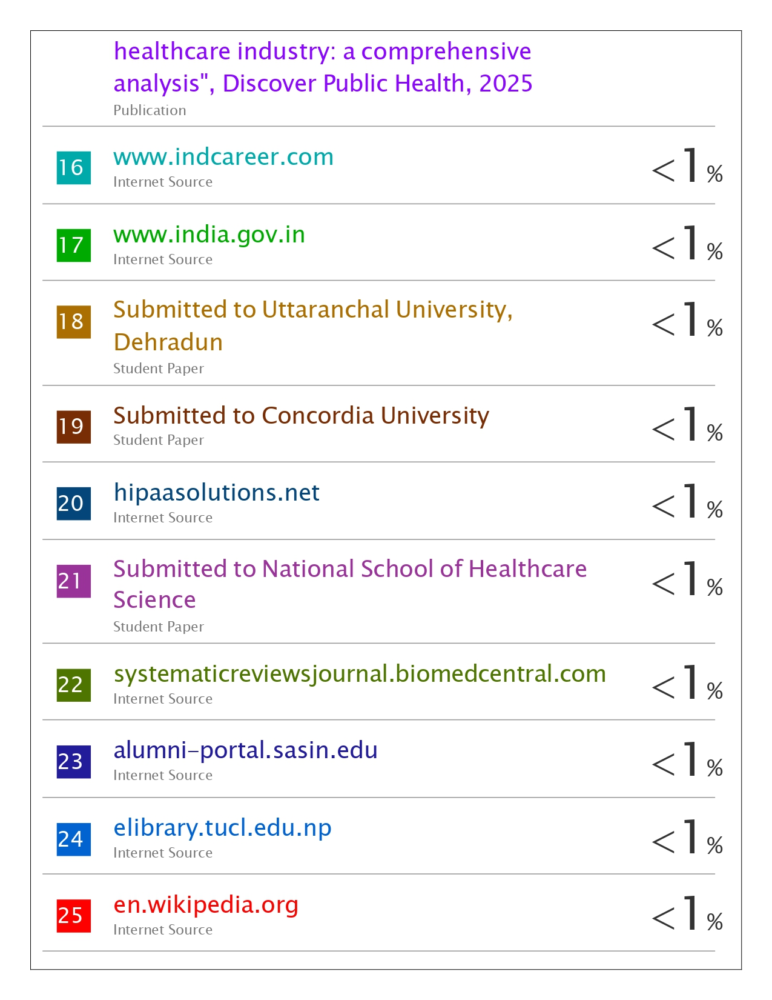 healthcare industry: a comprehensive
analysis", Discover Public Health, 2025
Publication
16
www.indcareer.com
Internet Source
<1%
17
www.india.gov.in
Internet Source
<1%
18
Submitted to Uttaranchal University,
Dehradun
Student Paper
<1%
19
Submitted to Concordia University
Student Paper
<1%
20
hipaasolutions.net
Internet Source
<1%
21
Submitted to National School of Healthcare
Science
Student Paper
<1%
22
systematicreviewsjournal.biomedcentral.com
Internet Source
<1%
23
alumni-portal.sasin.edu
Internet Source
<1%
24
elibrary.tucl.edu.np
Internet Source
<1%
25
en.wikipedia.org
Internet Source
<1%